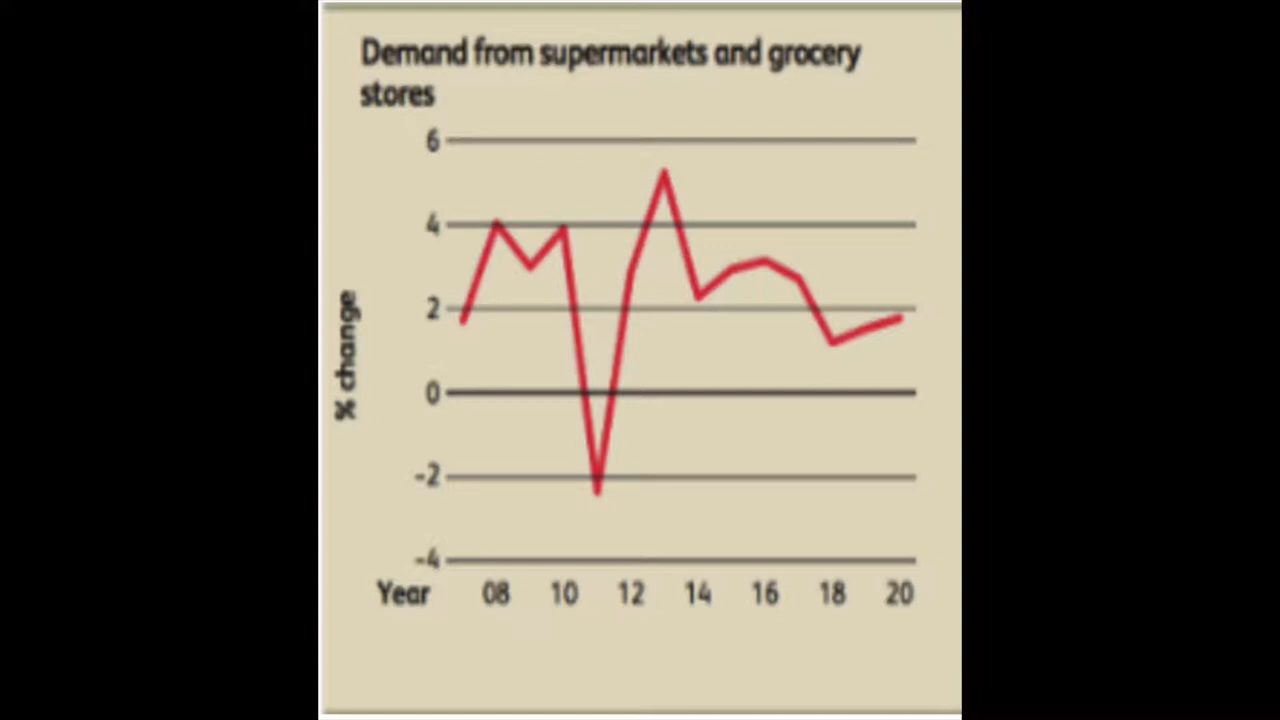 Demand from supermarkets and grocery
stores
6
4
2
0
-2
-4
% change
Year 08 10 12 14 16 18 20